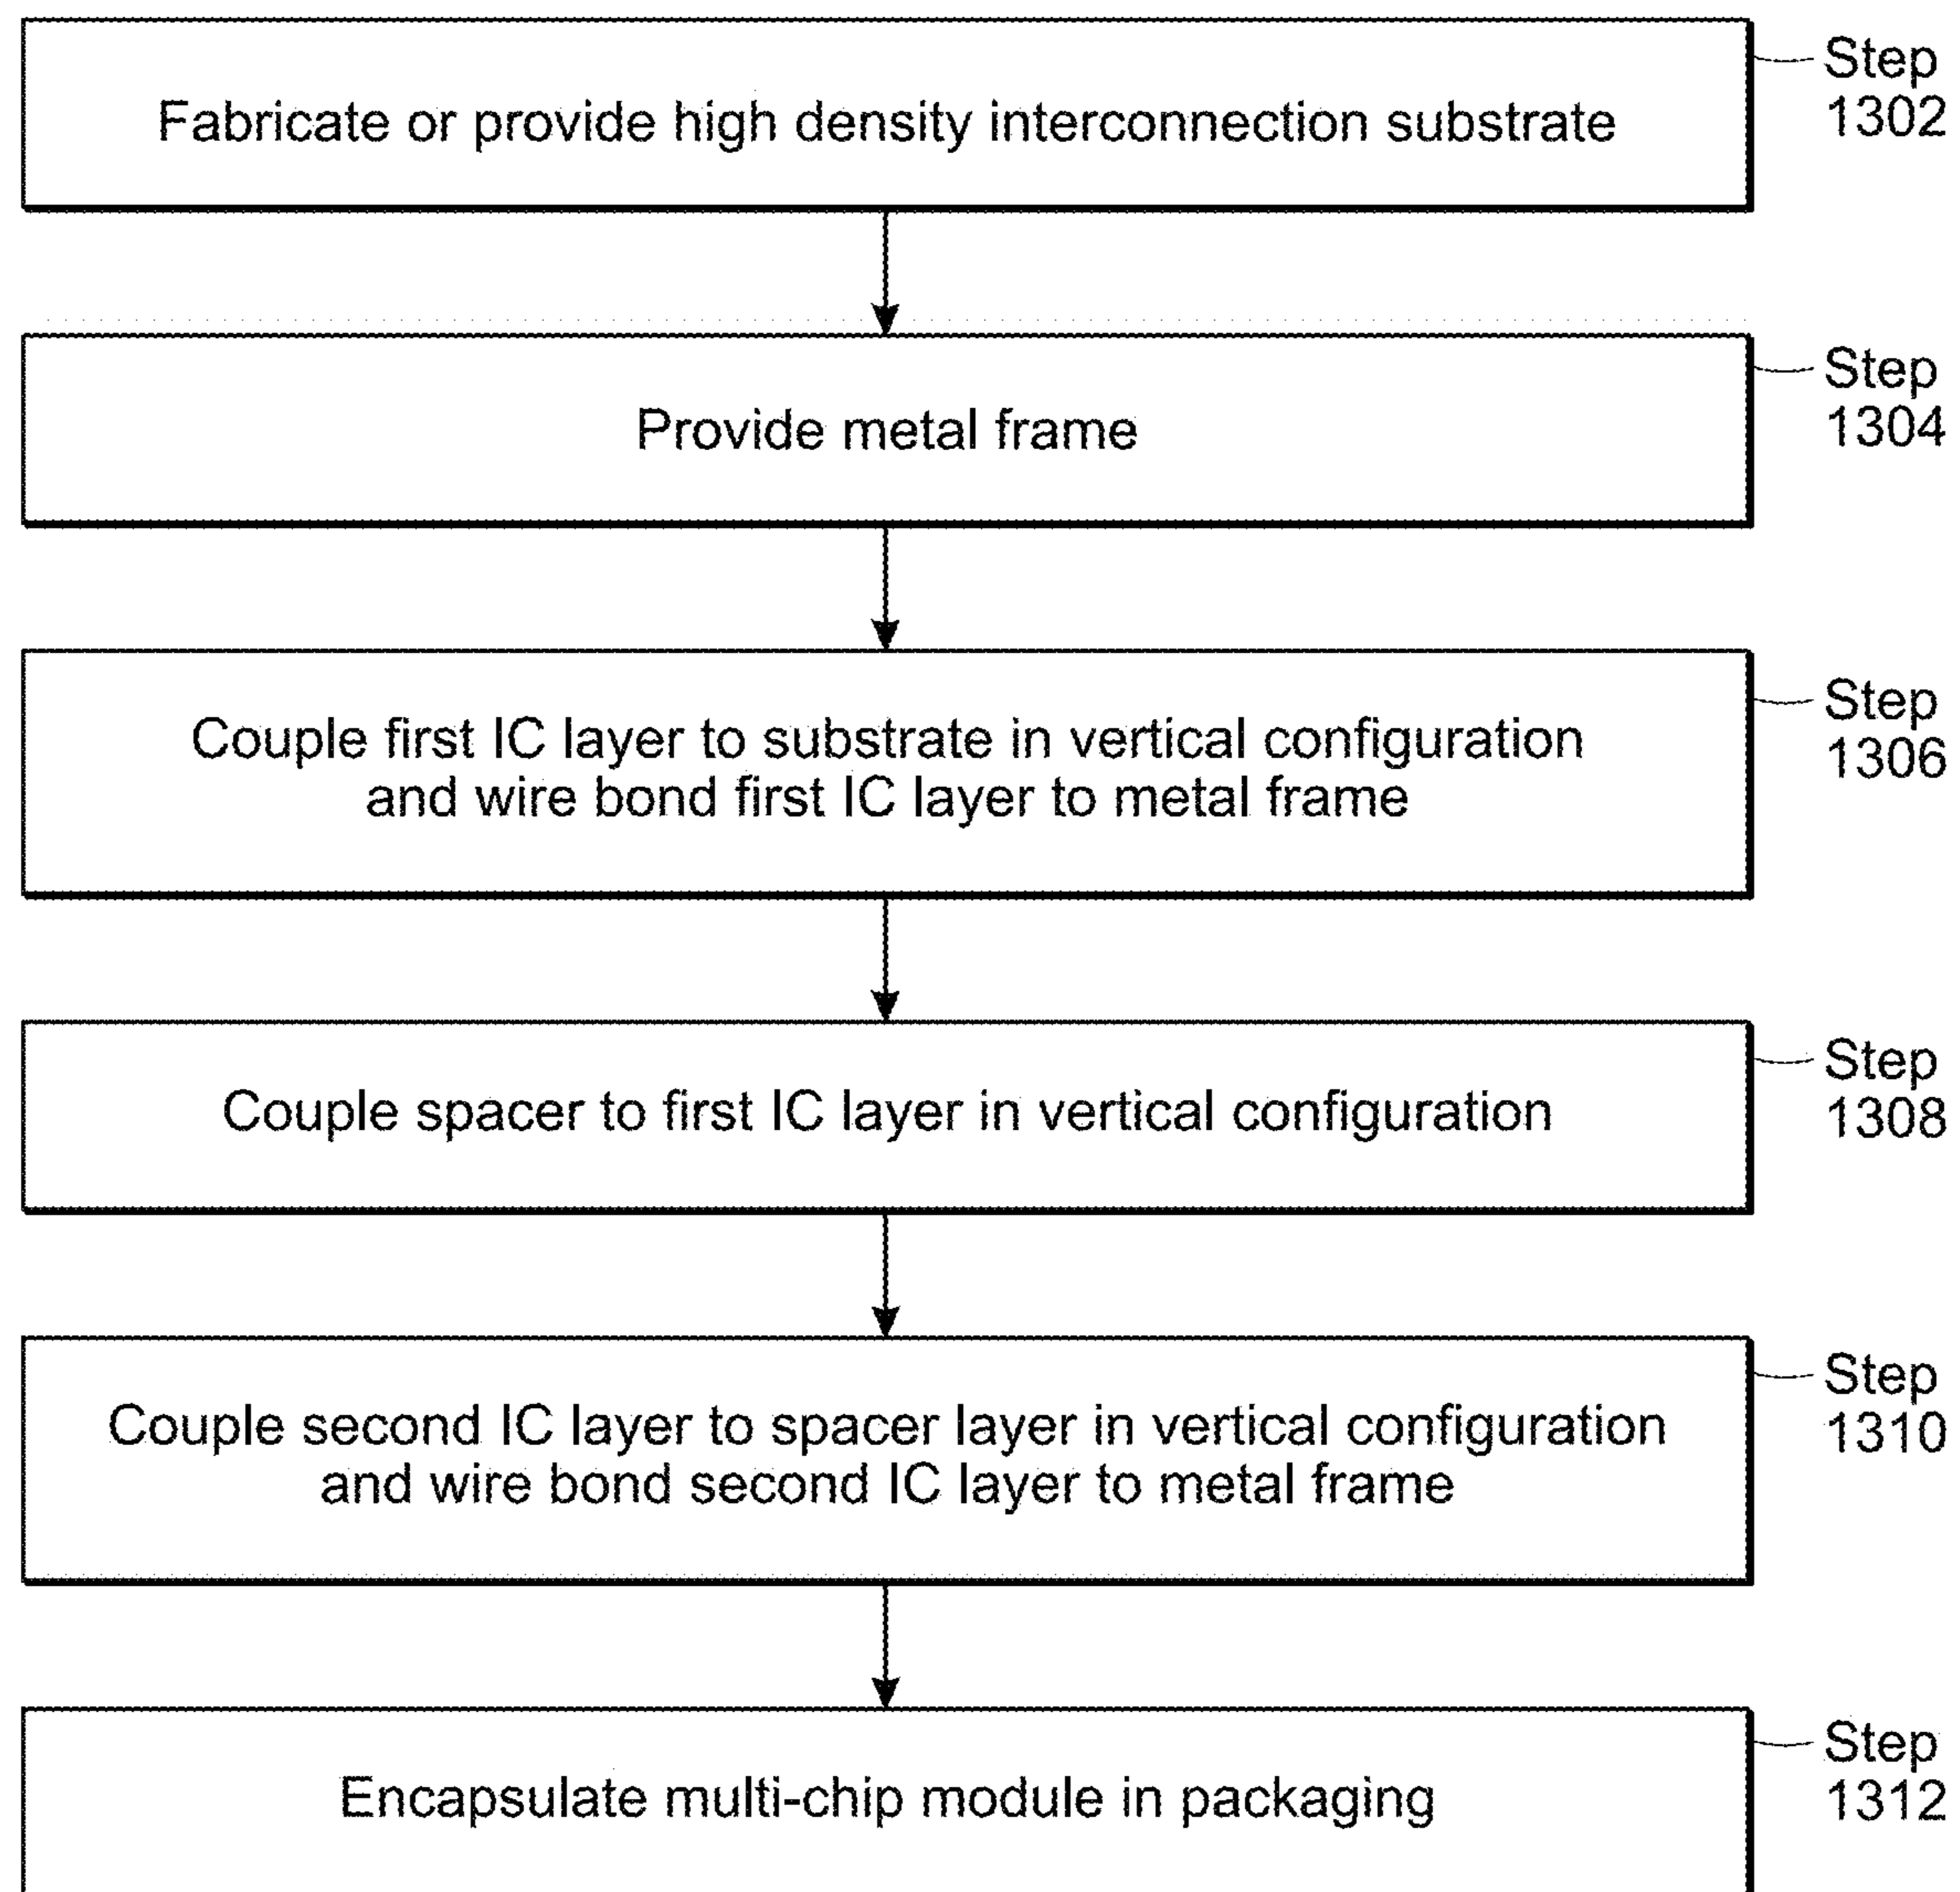 Fabricate or provide high density interconnection substrate
Step
1302
Provide metal frame
Step
1304
Couple first IC layer to substrate in vertical configuration
and wire bond first IC layer to metal frame
Step
1306
Couple spacer to first IC layer in vertical configuration
Step
1308
Couple second IC layer to spacer layer in vertical configuration
and wire bond second IC layer to metal frame
Step
1310
Encapsulate multi-chip module in packaging
Step
1312